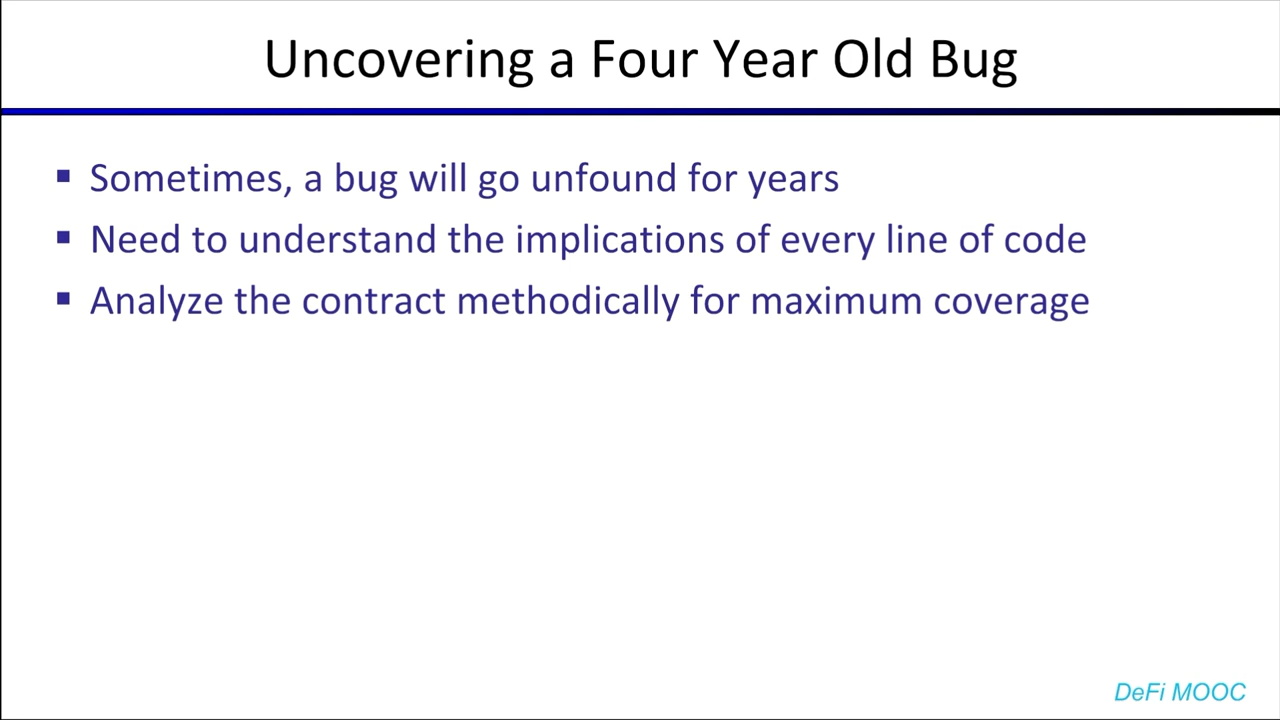 Uncovering a Four Year Old Bug
Sometimes, a bug will go unfound for years
Need to understand the implications of every line of code
Analyze the contract methodically for maximum coverage
DeFi MOOC